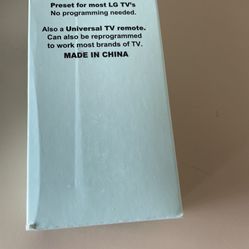 Preset for most LG TV's
No programming needed.
Also a Universal TV remote.
Can also be reprogrammed
to work most brands of TV.
MADE IN CHINA